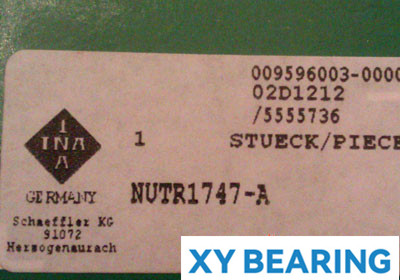 009596003-0000
02D1212
/5555736
1 STUECK/PIECE
I
INA
A
GERMANY
NUTR1747-A
Schaeffler KG
91072
Herzogenaurach
XY BEARING